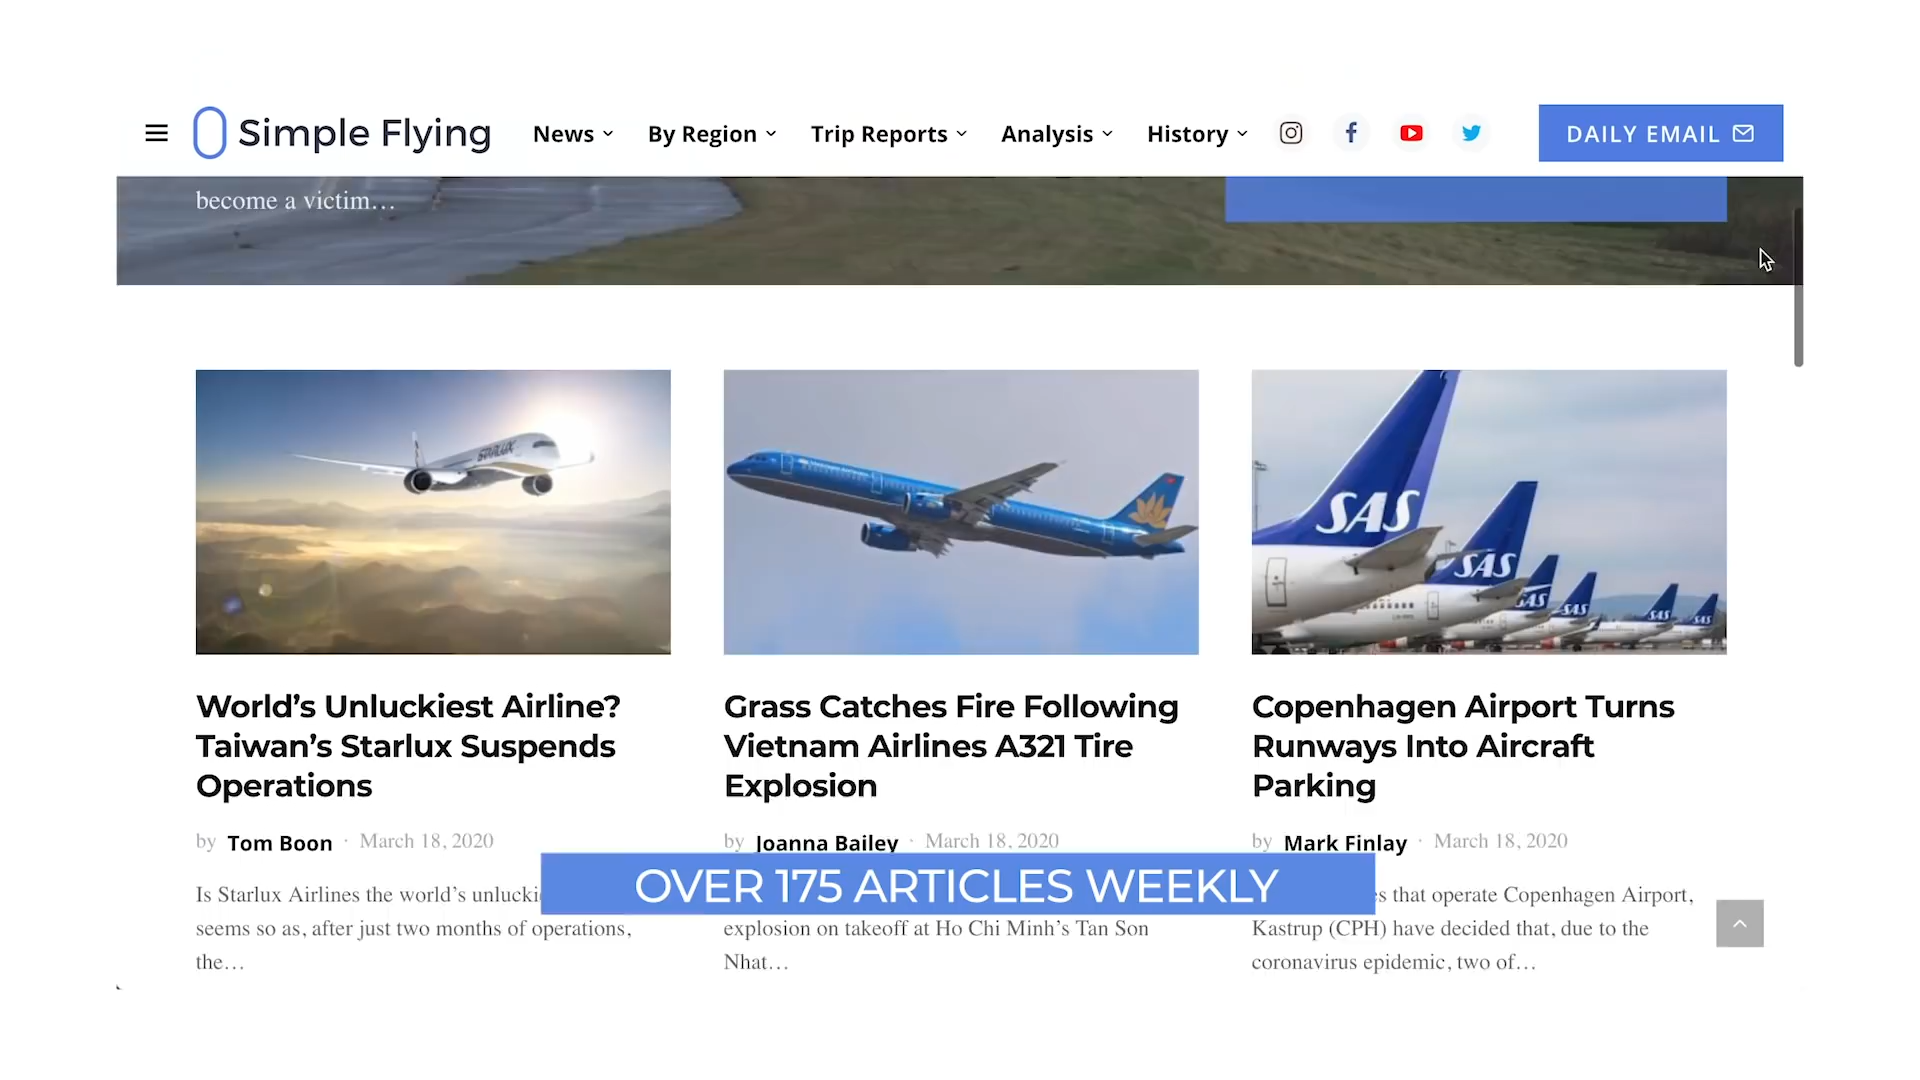 Simple Flying
News
By Region
Trip Reports
Analysis
History
DAILY EMAIL
become a victim…
STARLUX
SAS
SAS
SAS
SAS
SAS
SAS
World’s Unluckiest Airline?
Taiwan’s Starlux Suspends
Operations
by Tom Boon · March 18, 2020
Is Starlux Airlines the world’s unlucki
seems so as, after just two months of operations,
the…
Grass Catches Fire Following
Vietnam Airlines A321 Tire
Explosion
by Joanna Bailey · March 18, 2020
explosion on takeoff at Ho Chi Minh’s Tan Son
Nhat…
Copenhagen Airport Turns
Runways Into Aircraft
Parking
by Mark Finlay · March 18, 2020
s that operate Copenhagen Airport,
Kastrup (CPH) have decided that, due to the
coronavirus epidemic, two of…
OVER 175 ARTICLES WEEKLY